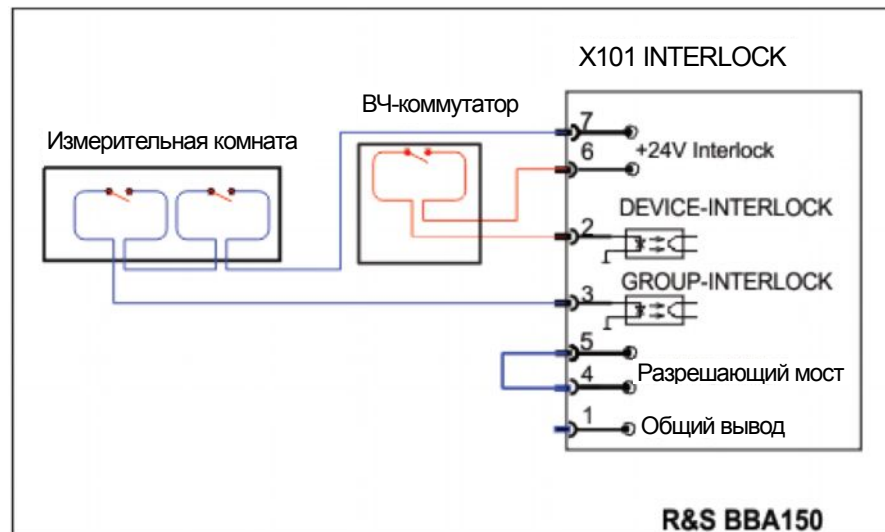 X101 INTERLOCK
ВЧ-коммутатор
Измерительная комната
7
6
+24V Interlock
DEVICE-INTERLOCK
2
GROUP-INTERLOCK
3
5
4
Разрешающий мост
1
Общий вывод
R&S BBA150